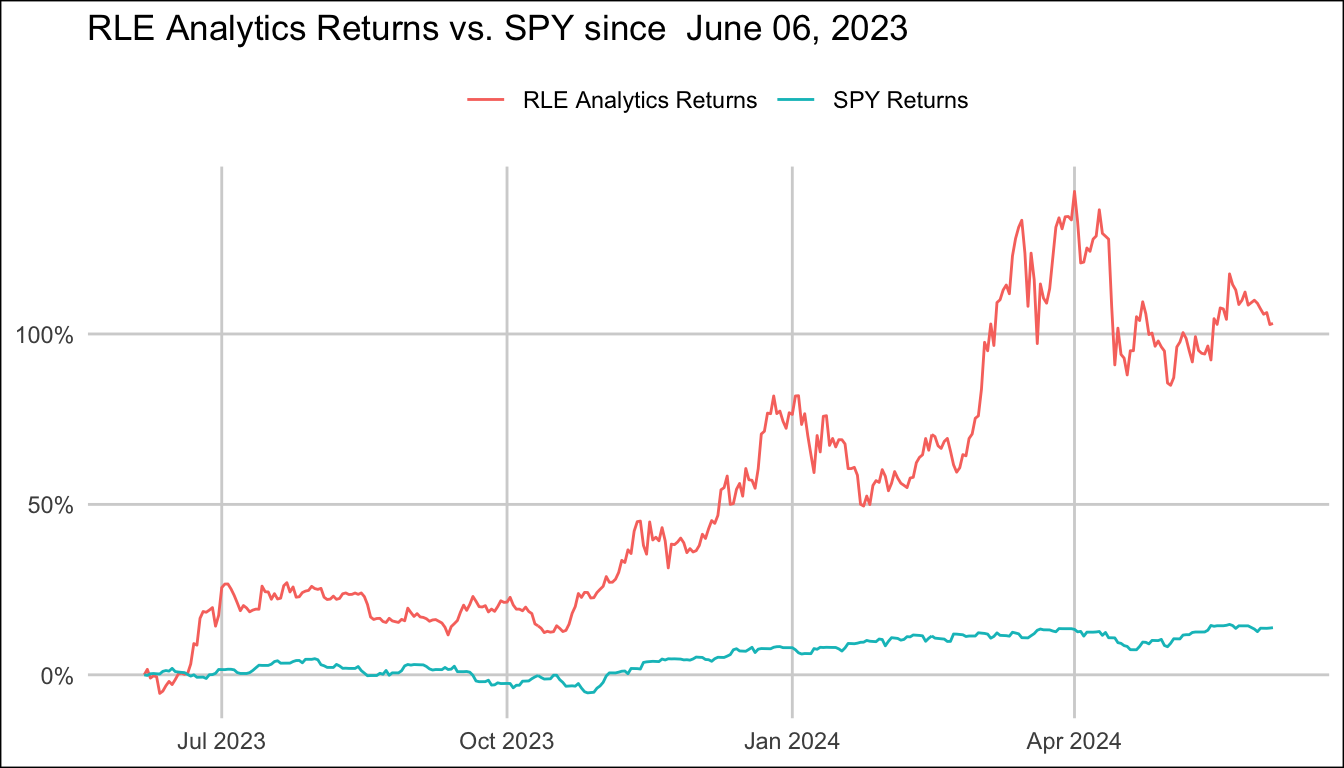 RLE Analytics Returns vs. SPY since  June 06, 2023
RLE Analytics Returns SPY Returns
100%
50%
0%
Jul 2023 Oct 2023 Jan 2024 Apr 2024